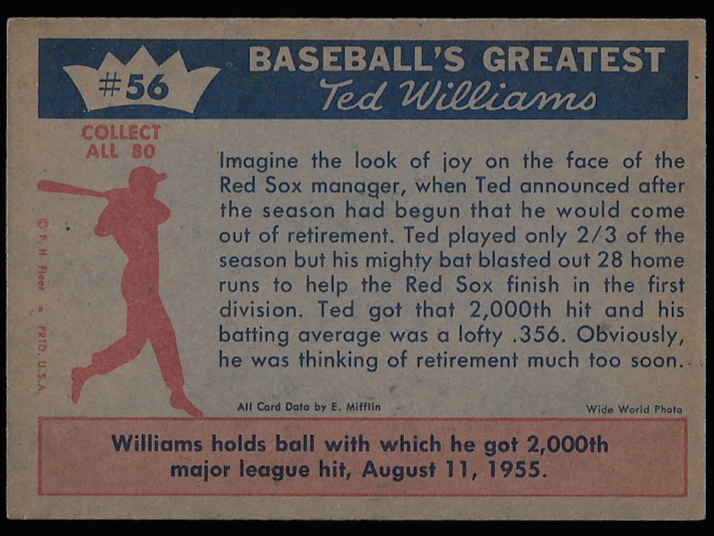 #56
BASEBALL'S GREATEST
Ted Williams
COLLECT
ALL 80
Imagine the look of joy on the face of the
Red Sox manager, when Ted announced after
the season had begun that he would come
out of retirement. Ted played only 2/3 of the
season but his mighty bat blasted out 28 home
runs to help the Red Sox finish in the first
division. Ted got that 2,000th hit and his
batting average was a lofty .356. Obviously,
he was thinking of retirement much too soon.
© F. H. Fleer • PRTD. U.S.A.
All Card Data by E. Mifflin
Wide World Photo
Williams holds ball with which he got 2,000th
major league hit, August 11, 1955.